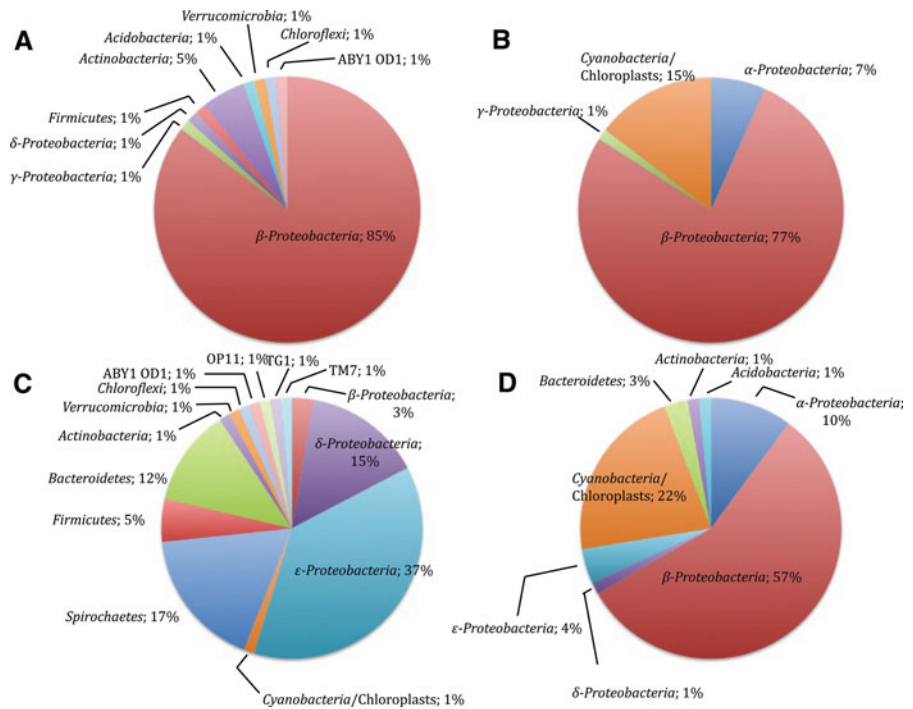 A
Verrucomicrobia; 1%
Acidobacteria; 1%
Chloroflexi; 1%
Actinobacteria; 5%
ABY1 OD1; 1%
Firmicutes; 1%
δ-Proteobacteria; 1%
γ-Proteobacteria; 1%
β-Proteobacteria; 85%
B
Cyanobacteria/
Chloroplasts; 15%
α-Proteobacteria; 7%
γ-Proteobacteria; 1%
β-Proteobacteria; 77%
C
OP11; 1%
TG1; 1%
ABY1 OD1; 1%
TM7; 1%
Chloroflexi; 1%
β-Proteobacteria;
3%
Verrucomicrobia; 1%
Actinobacteria; 1%
δ-Proteobacteria;
15%
Bacteroidetes; 12%
Firmicutes; 5%
ε-Proteobacteria; 37%
Spirochaetes; 17%
Cyanobacteria/Chloroplasts; 1%
D
Actinobacteria; 1%
Bacteroidetes; 3%
Acidobacteria; 1%
α-Proteobacteria;
10%
Cyanobacteria/
Chloroplasts; 22%
β-Proteobacteria; 57%
ε-Proteobacteria; 4%
δ-Proteobacteria; 1%